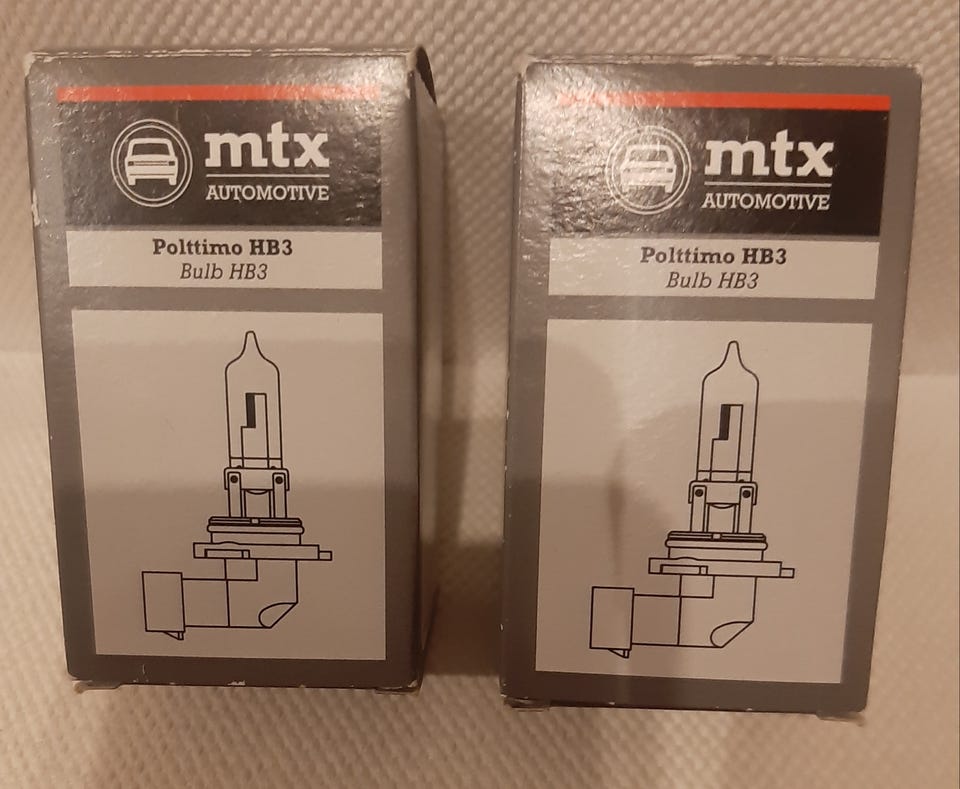 mtx
AUTOMOTIVE
Polttimo HB3
Bulb HB3
mtx
AUTOMOTIVE
Polttimo HB3
Bulb HB3